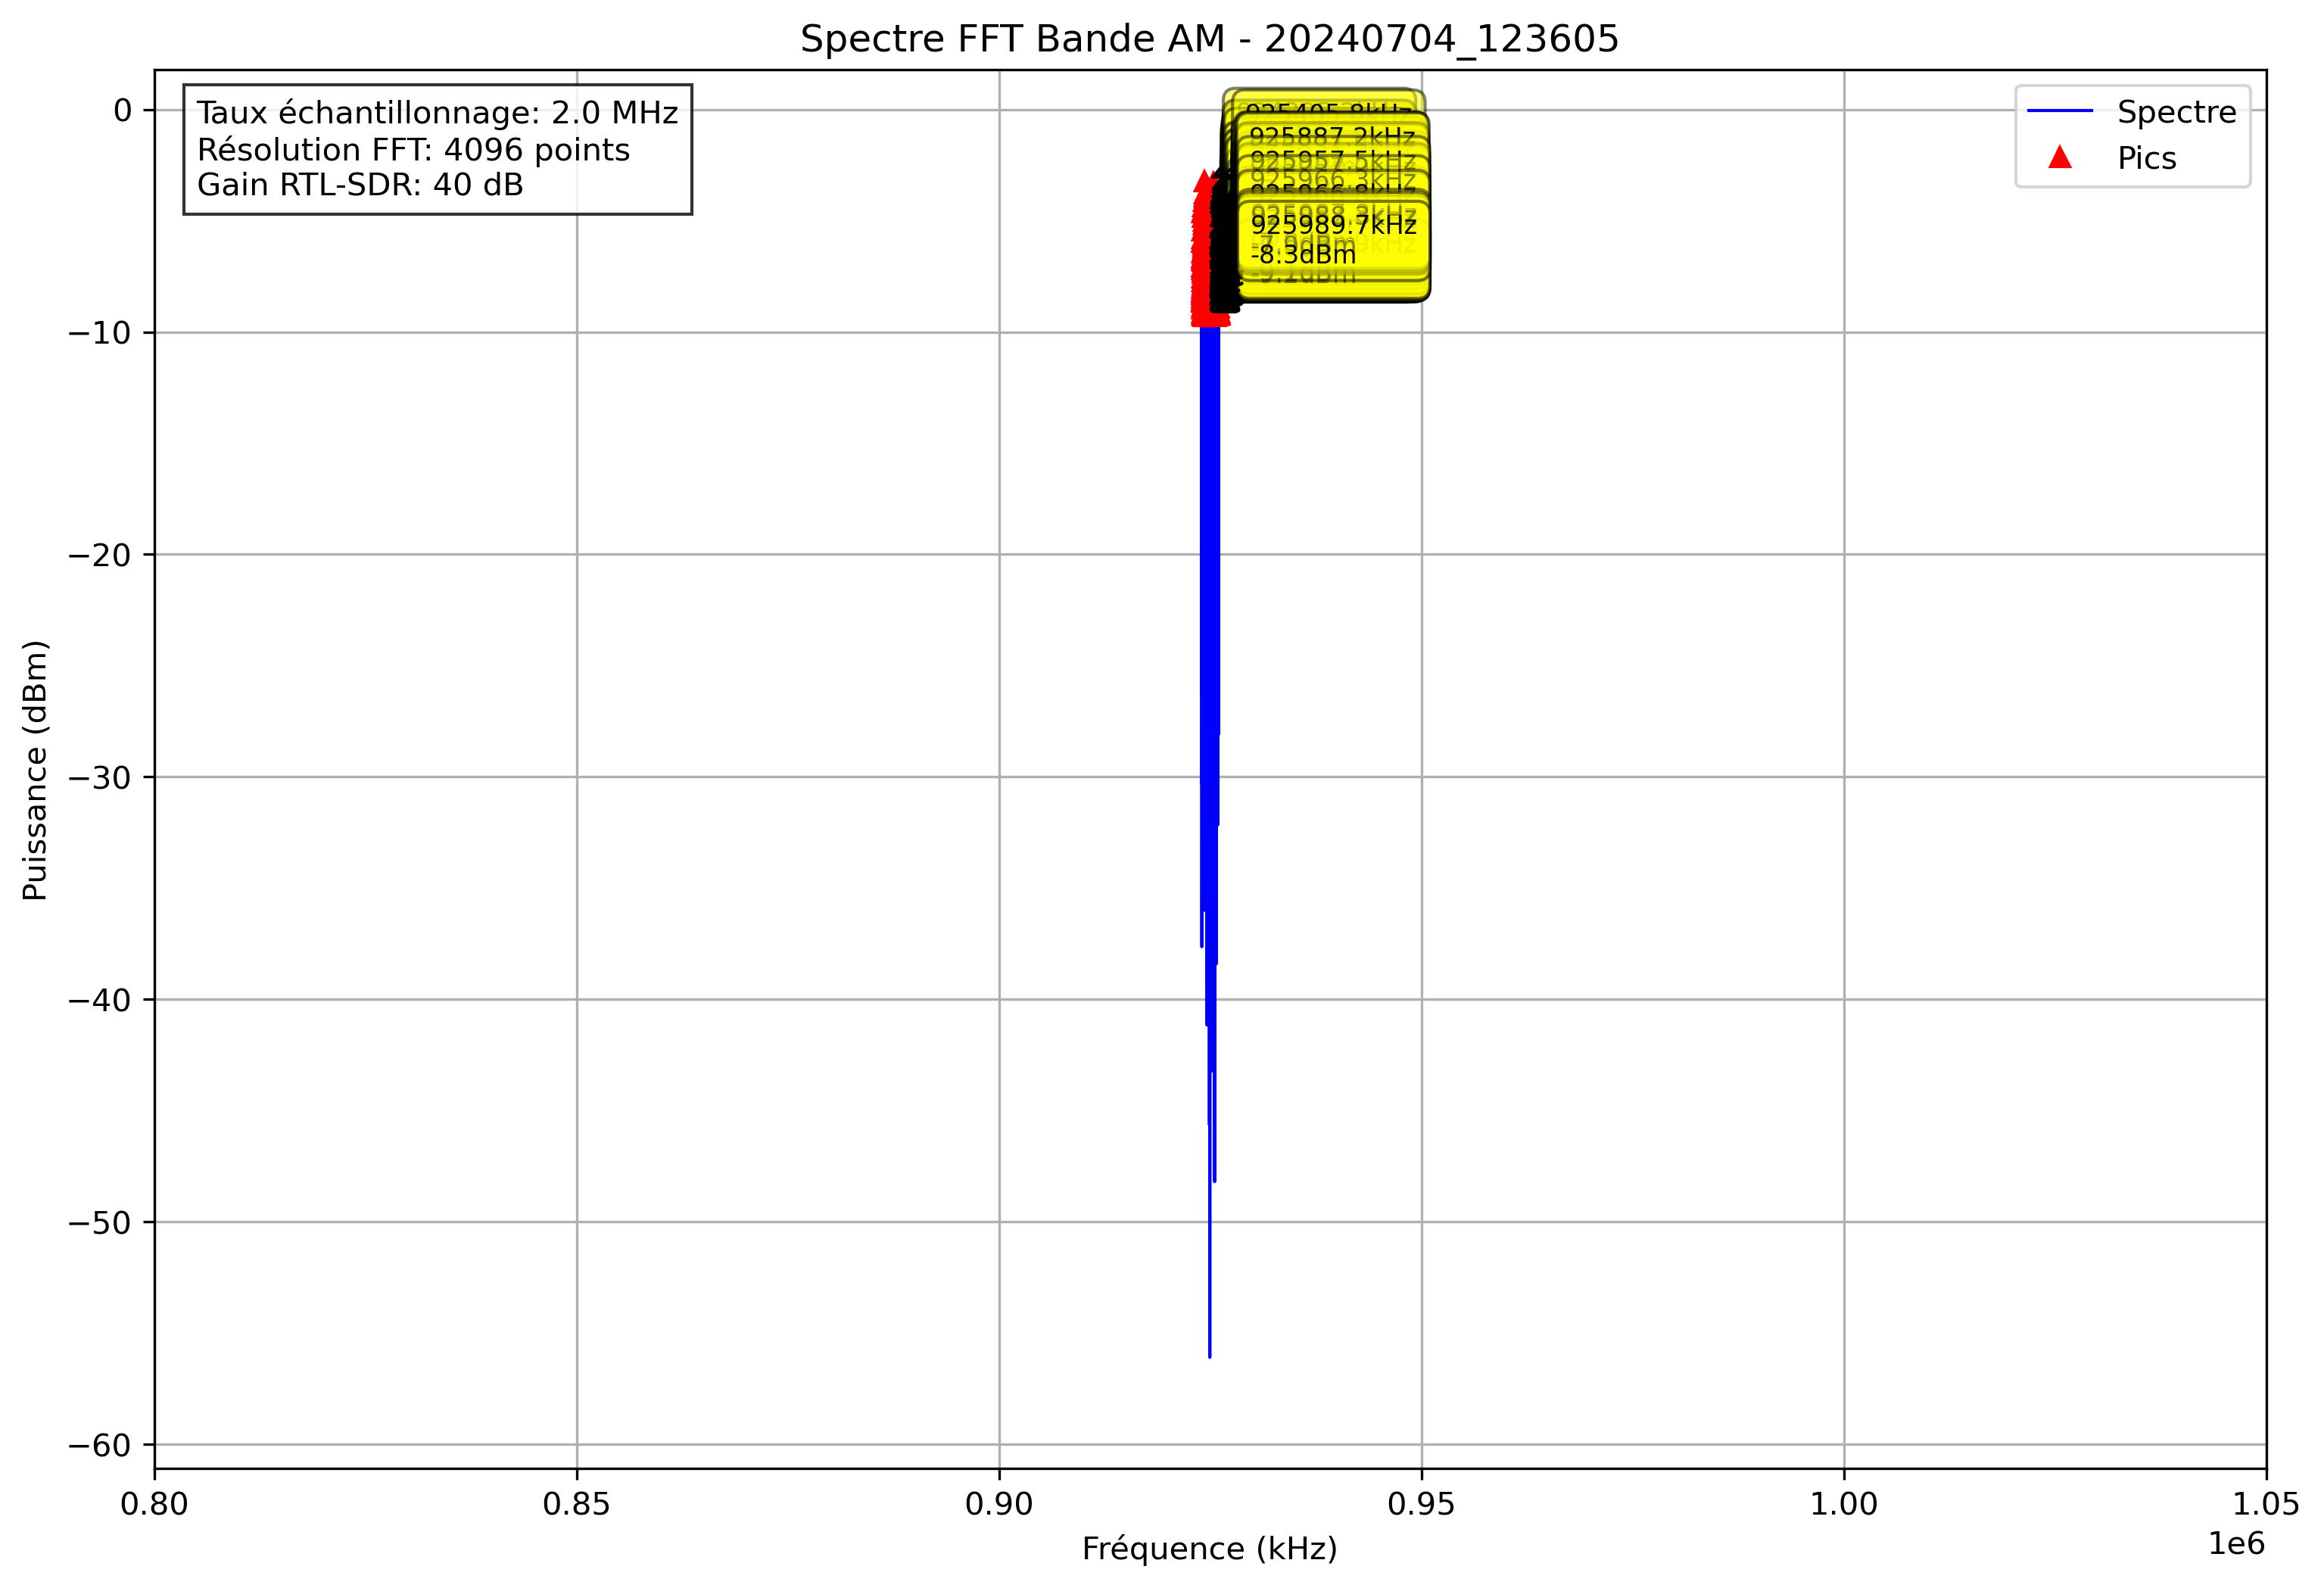 Spectre FFT Bande AM - 20240704_123605
Taux échantillonnage: 2.0 MHz
Résolution FFT: 4096 points
Gain RTL-SDR: 40 dB
Spectre
Pics
925405.8kHz
925887.2kHz
925957.5kHz
925966.3kHz
925989.7kHz
-8.3dBm
0
−10
−20
−30
−40
−50
−60
Puissance (dBm)
0.80
0.85
0.90
0.95
1.00
1.05
1e6
Fréquence (kHz)